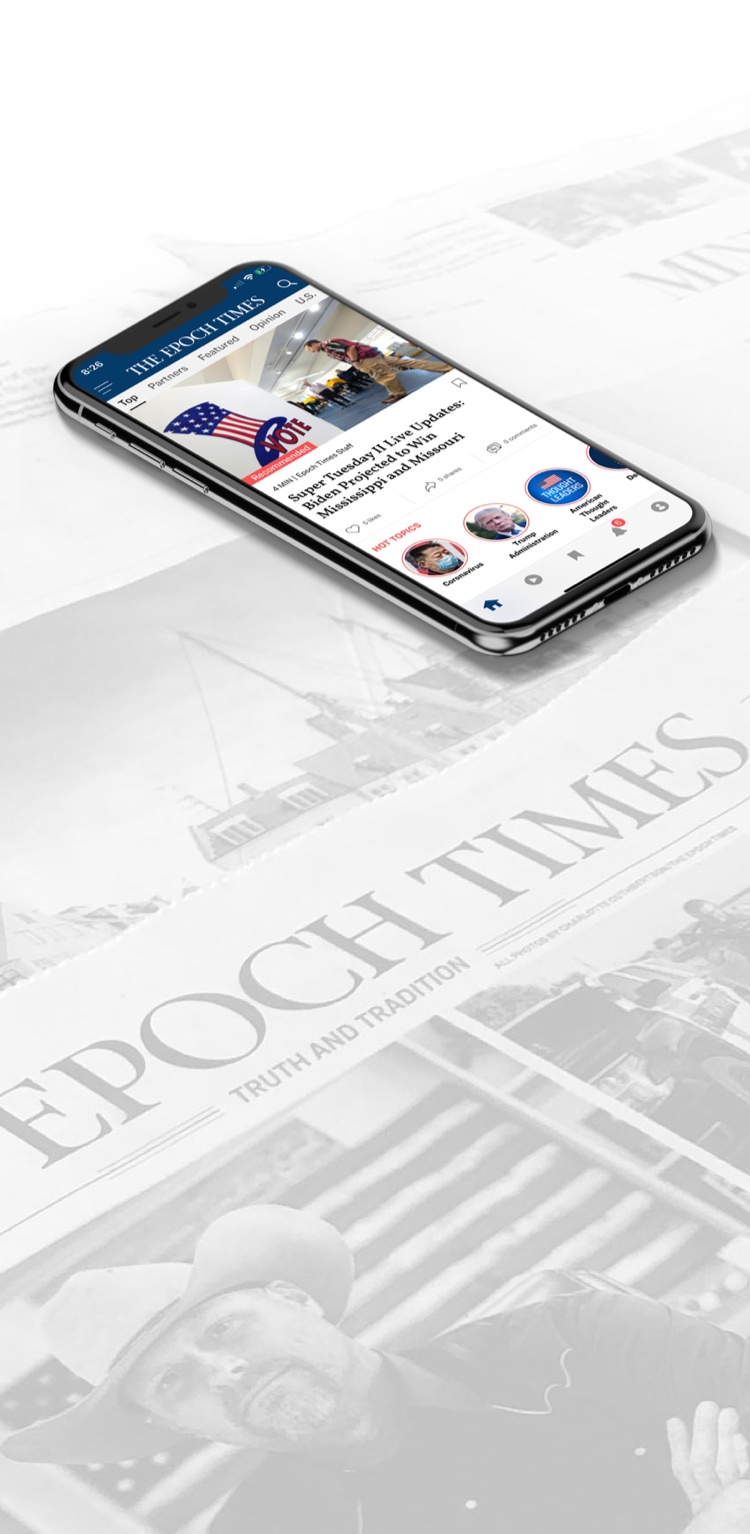 8:26
THE EPOCH TIMES
Top Partners Featured Opinion U.S.
VOTE
Recommended
4 MIN | Epoch Times Staff
Super Tuesday II Live Updates:
Biden Projected to Win
Mississippi and Missouri
0 likes
0 shares
0 comments
HOT TOPICS
Coronavirus
Trump
Administration
THOUGHT
LEADERS
American
Thought
Leaders
De
6
EPOCH TIMES
TRUTH AND TRADITION
ALL PHOTOS BY CHARLOTTE CUTHBERTSON/THE EPOCH TIMES